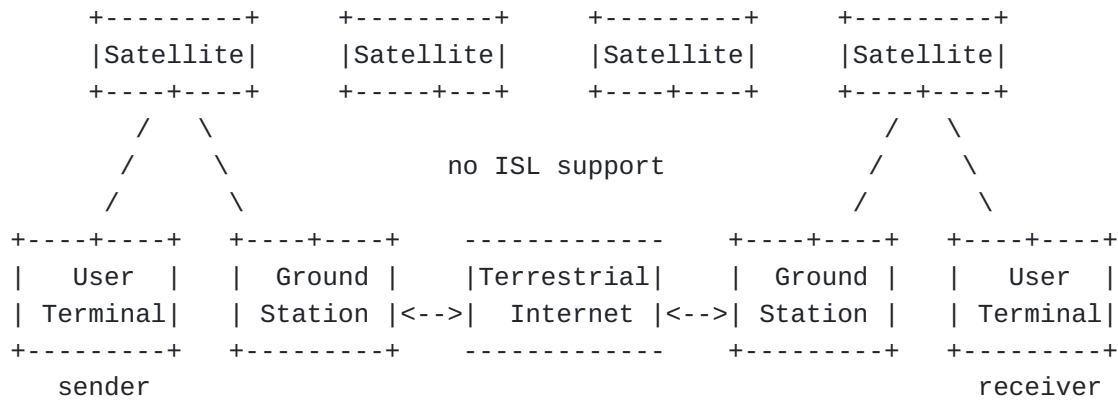 +---------+     +---------+     +---------+     +---------+
|Satellite|     |Satellite|     |Satellite|     |Satellite|
+----+----+     +-----+---+     +----+----+     +----+----+
/   \                                           /   \
/     \              no ISL support             /     \
/       \                                       /       \
+----+----+   +----+----+    -------------    +----+----+   +----+----+
|   User  |   |  Ground |    |Terrestrial|    |  Ground |   |   User  |
| Terminal|   | Station |<-->|  Internet |<-->| Station |   | Terminal|
+---------+   +---------+    -------------    +---------+   +---------+
sender                                                     receiver